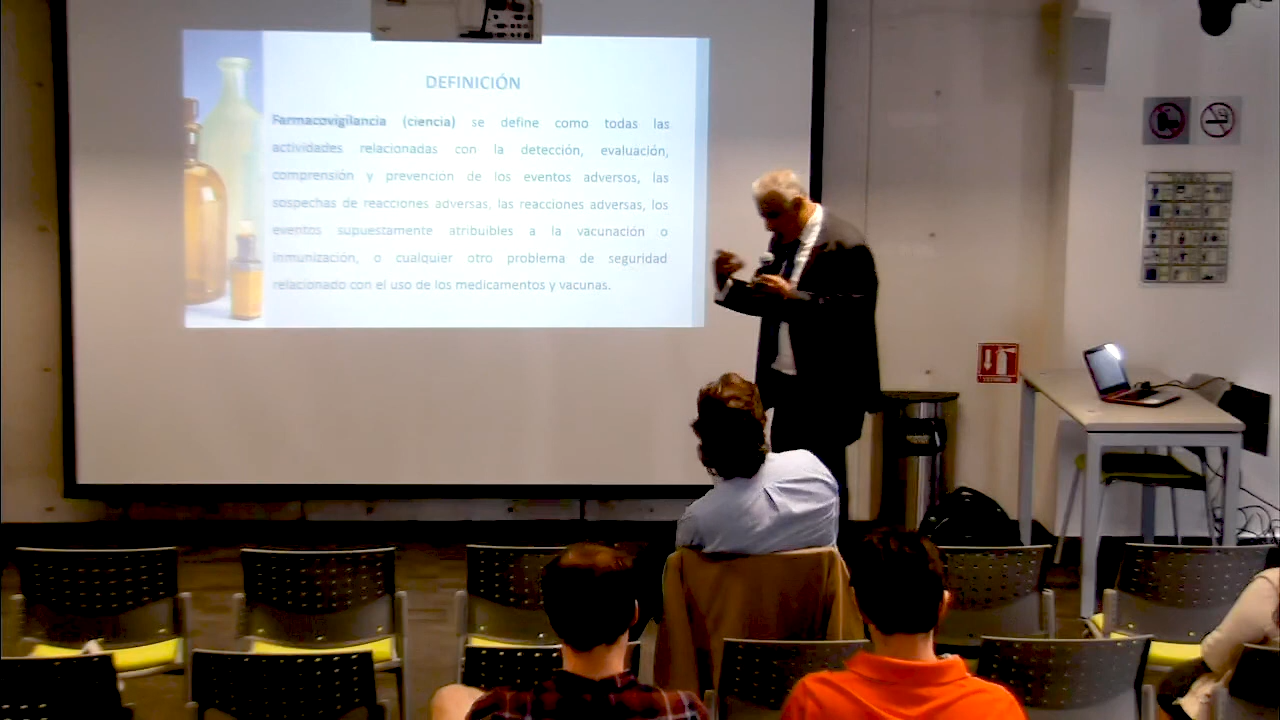 DEFINICIÓN
Farmacovigilancia (ciencia) se define como todas las
actividades relacionadas con la detección, evaluación,
comprensión y prevención de los eventos adversos, las
sospechas de reacciones adversas, las reacciones adversas, los
eventos supuestamente atribuibles a la vacunación o
inmunización, o cualquier otro problema de seguridad
relacionado con el uso de los medicamentos y vacunas.